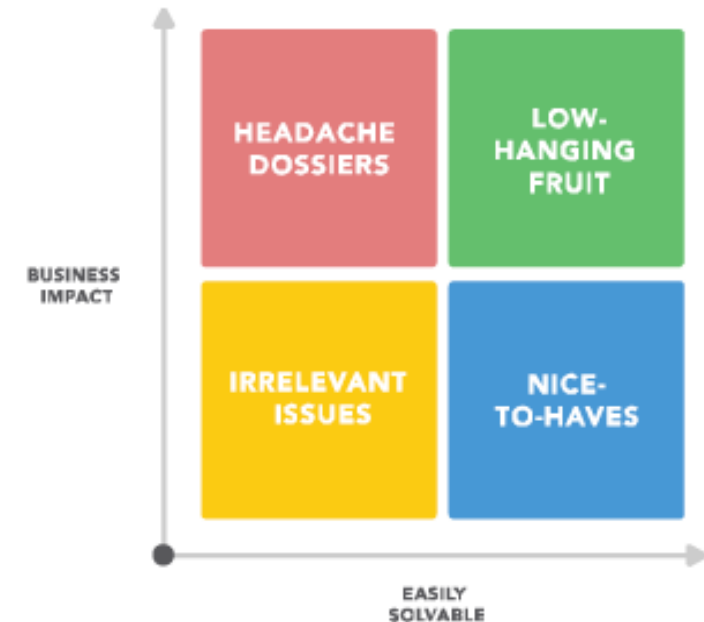 HEADACHE
DOSSIERS
LOW-
HANGING
FRUIT
BUSINESS
IMPACT
IRRELEVANT
ISSUES
NICE-
TO-HAVES
EASILY
SOLVABLE